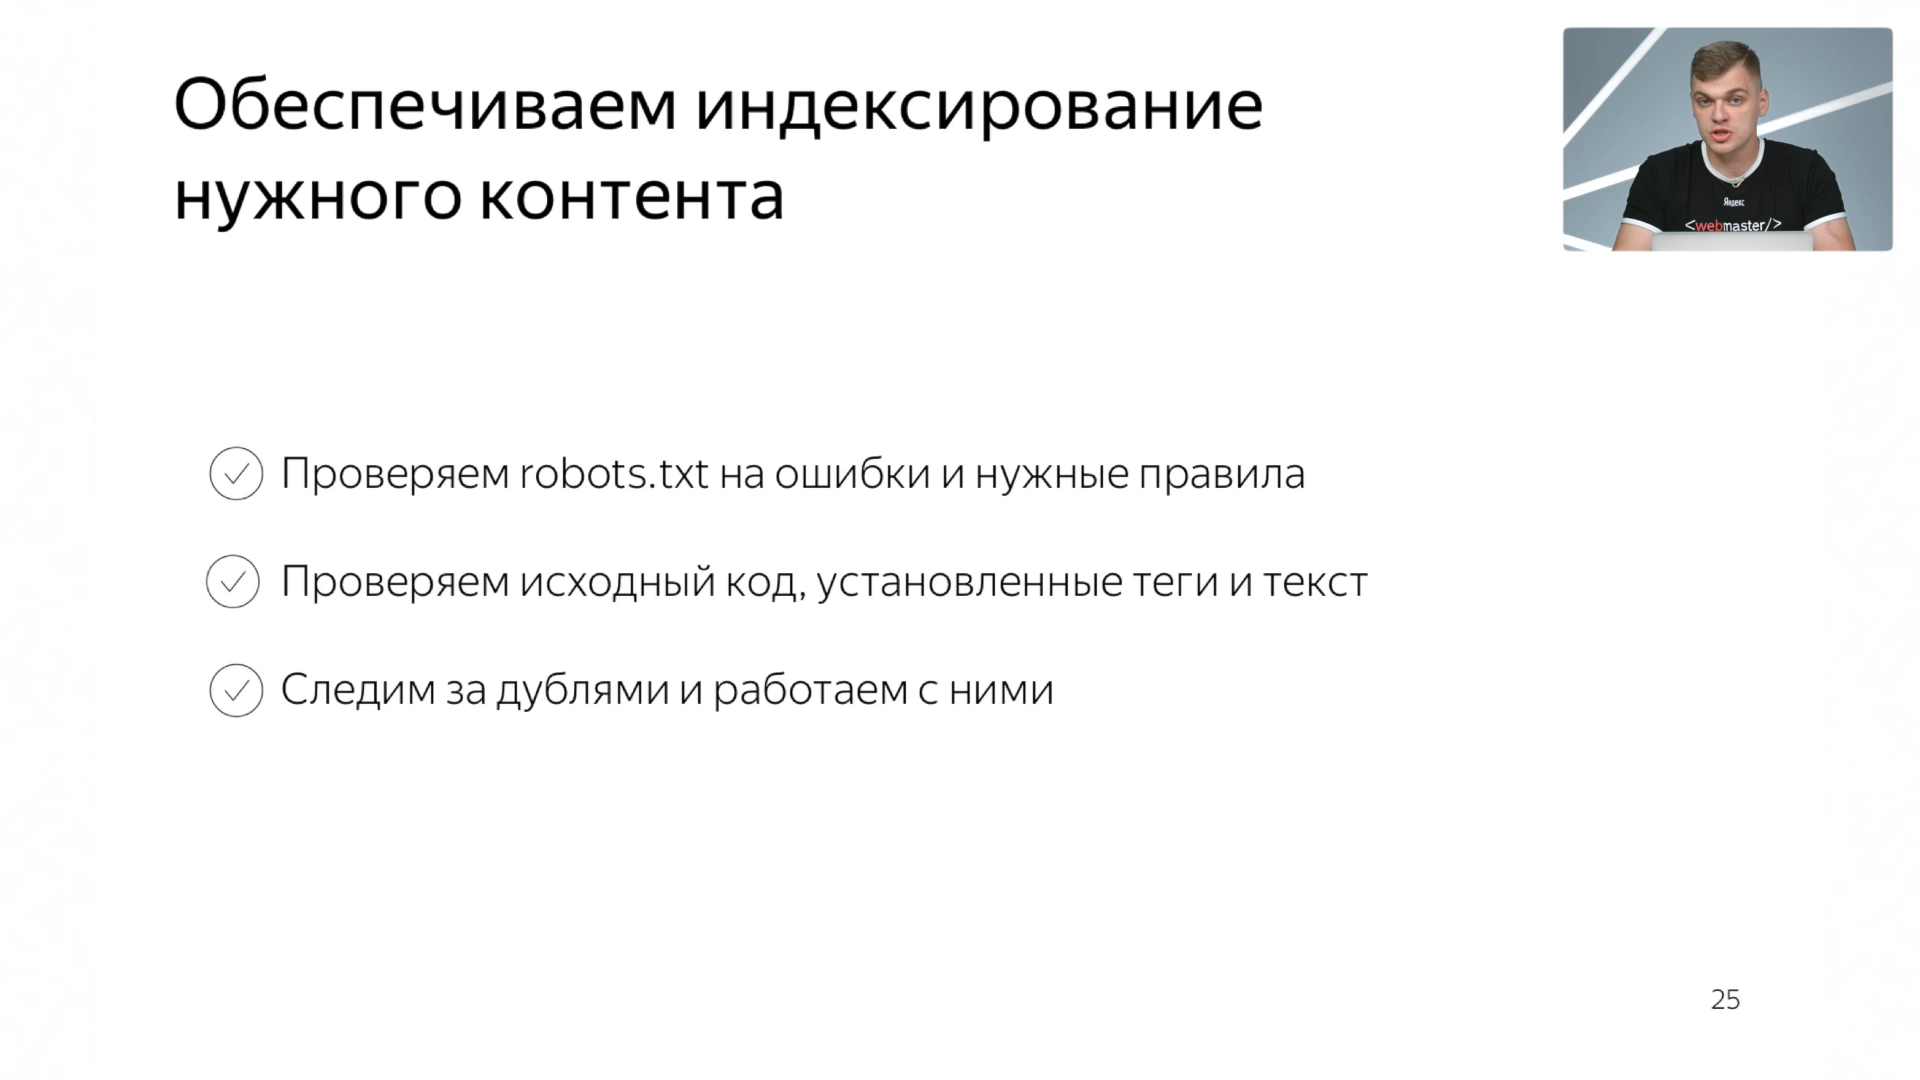 Обеспечиваем индексирование
нужного контента
Яндекс
<webmaster/>
Проверяем robots.txt на ошибки и нужные правила
Проверяем исходный код, установленные теги и текст
Следим за дублями и работаем с ними
25